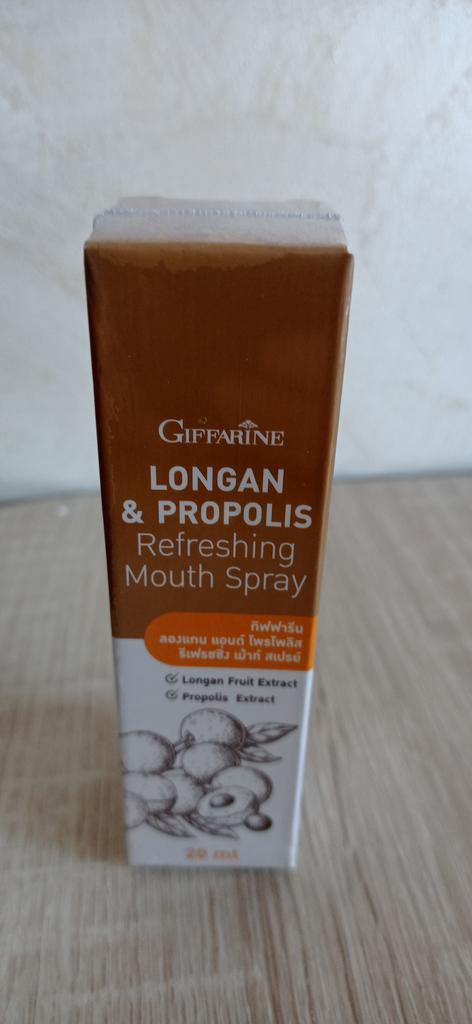 GIFFARINE
LONGAN
& PROPOLIS
Refreshing
Mouth Spray
กิฟฟารีน
ลองแกน แอนด์ โพรโพลิส
รีเฟรชชิ่ง เม้าท์ สเปรย์
Longan Fruit Extract
Propolis Extract
20 ml